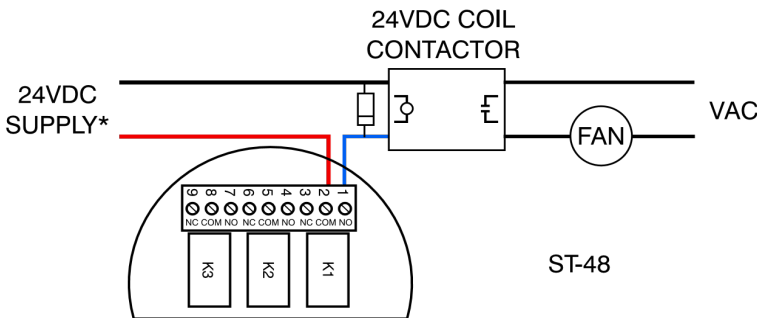 24VDC COIL
CONTACTOR
24VDC
SUPPLY*
VAC
FAN
9 8 7 6 5 4 3 2 1
NC COM NO NC COM NO NC COM NO
K3 K2 K1
ST-48